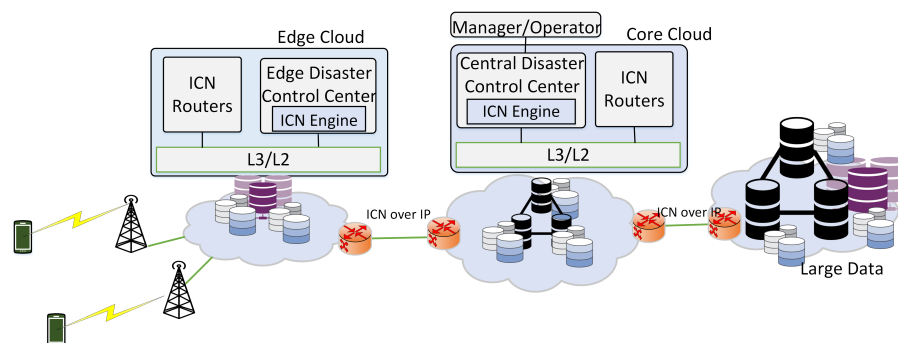 Edge Cloud
ICN
Routers
Edge Disaster
Control Center
ICN Engine
L3/L2
Manager/Operator
Core Cloud
Central Disaster
Control Center
ICN Engine
ICN
Routers
L3/L2
ICN over IP
ICN over IP
Large Data